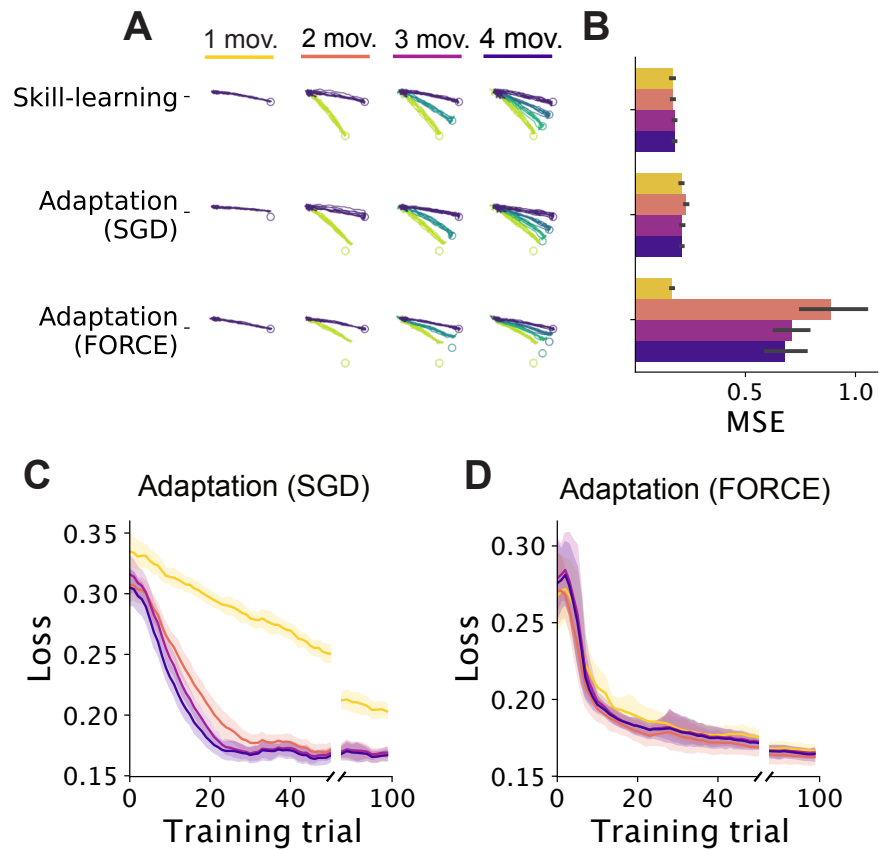 A
1 mov. 2 mov. 3 mov. 4 mov.
B
Skill-learning
Adaptation
(SGD)
Adaptation
(FORCE)
0.5 1.0
MSE
C
Adaptation (SGD)
0.35
0.30
0.25
0.20
0.15
Loss
0 20 40 100
Training trial
D
Adaptation (FORCE)
0.30
0.25
0.20
0.15
Loss
0 20 40 100
Training trial